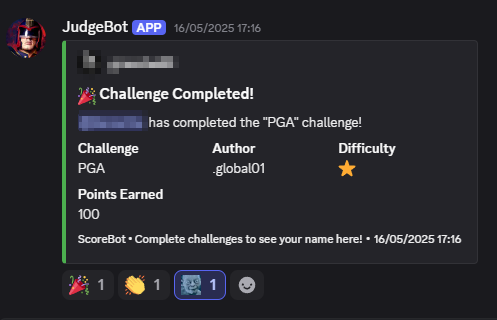 JudgeBot APP 16/05/2025 17:16
Challenge Completed!
has completed the "PGA" challenge!
Challenge Author Difficulty
PGA .global01
Points Earned
100
ScoreBot • Complete challenges to see your name here! • 16/05/2025 17:16
1 1 1